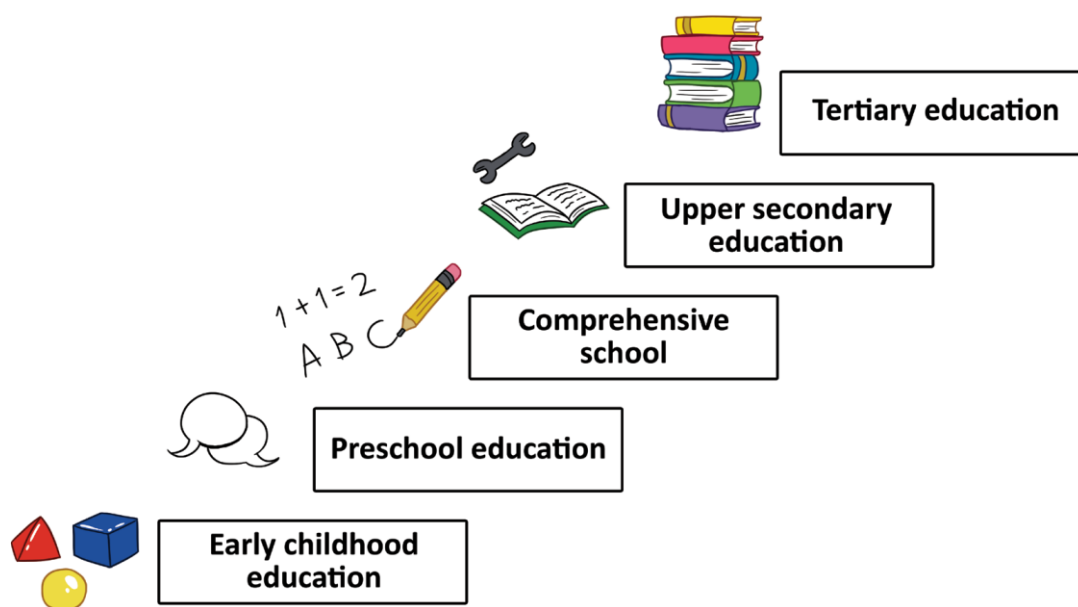 Tertiary education
Upper secondary
education
1+1=2
A B C
Comprehensive
school
Preschool education
Early childhood
education